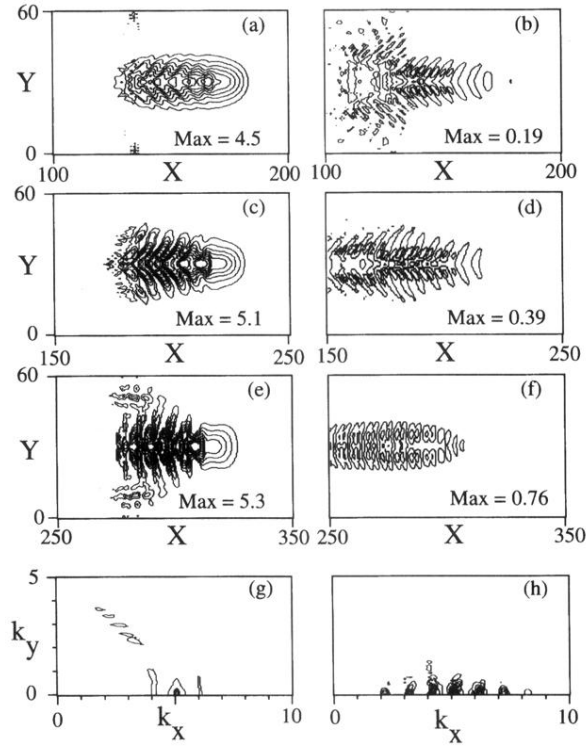 60 (a) (b)
Y
Max = 4.5 Max = 0.19
0
100 X 200 100 X 200
60 (c) (d)
Y
Max = 5.1 Max = 0.39
0
150 X 250 150 X 250
60 (e) (f)
Y
Max = 5.3 Max = 0.76
0
250 X 350 250 X 350
5 (g) (h)
ky
0
0 kx 10 0 kx 10